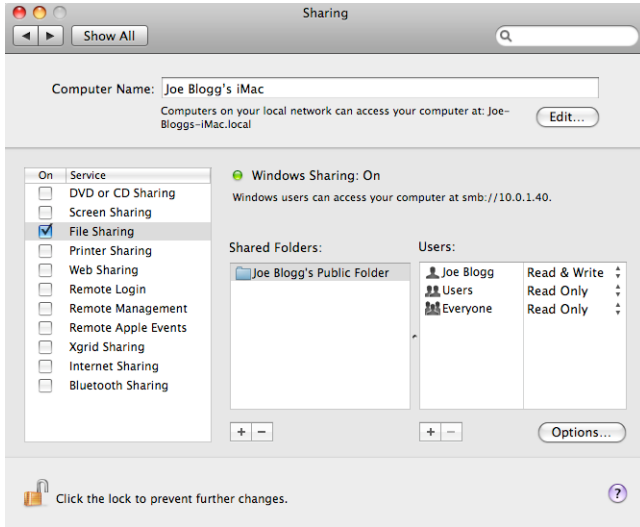 Sharing
Show All
Computer Name: Joe Blogg's iMac
Computers on your local network can access your computer at: Joe-
Bloggs-iMac.local
Edit...
On Service
DVD or CD Sharing
Screen Sharing
File Sharing
Printer Sharing
Web Sharing
Remote Login
Remote Management
Remote Apple Events
Xgrid Sharing
Internet Sharing
Bluetooth Sharing
Windows Sharing: On
Windows users can access your computer at smb://10.0.1.40.
Shared Folders:
Joe Blogg's Public Folder
Users:
Joe Blogg Read & Write
Users Read Only
Everyone Read Only
+ −
+ −
Options...
Click the lock to prevent further changes.
?